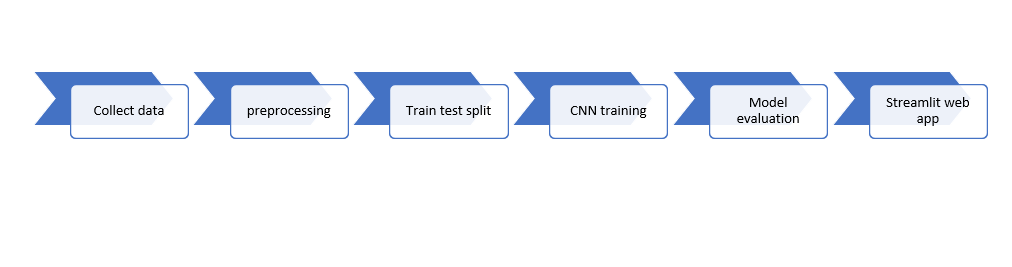 Collect data
preprocessing
Train test split
CNN training
Model
evaluation
Streamlit web
app